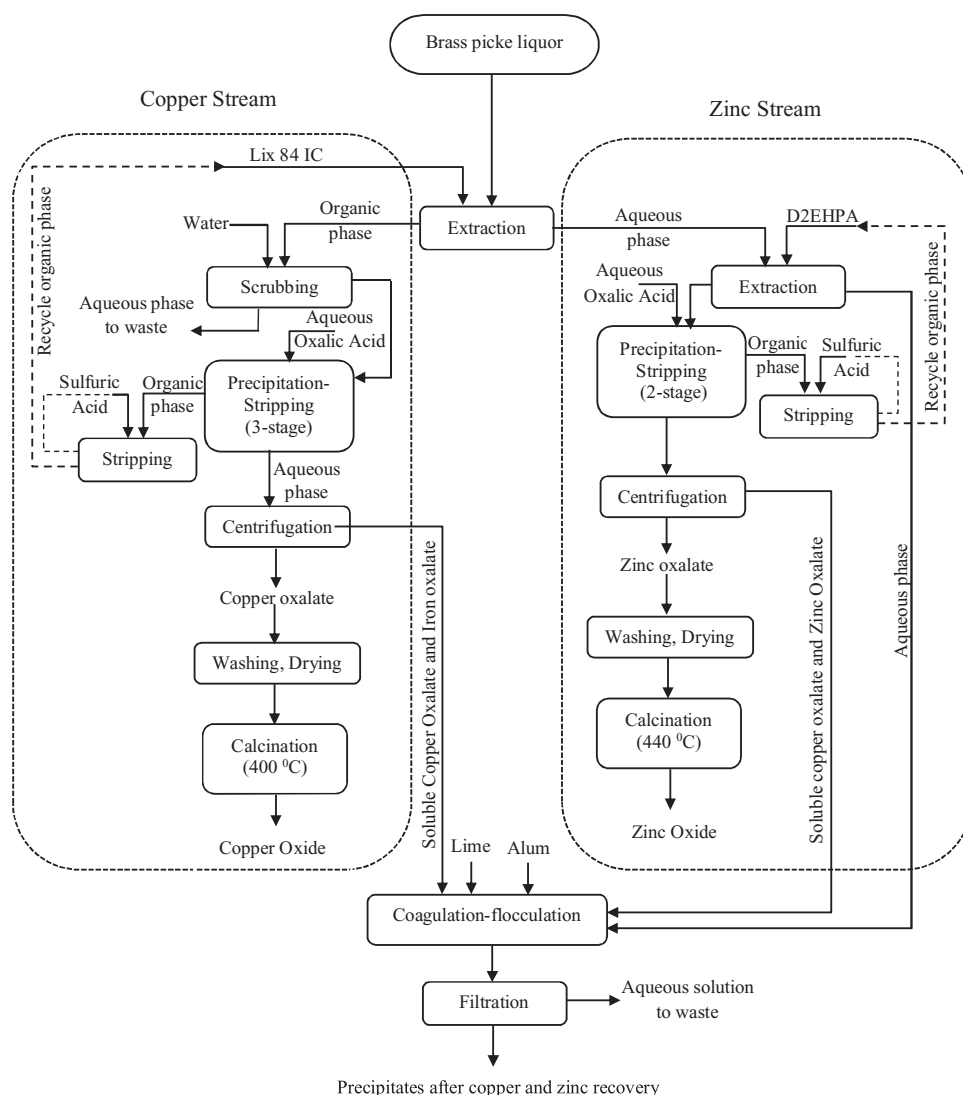 Brass picke liquor
Copper Stream
Zinc Stream
Lix 84 IC
Recycle organic phase
Water
Organic
phase
Extraction
Aqueous
phase
D2EHPA
Recycle organic phase
Scrubbing
Aqueous phase
to waste
Aqueous
Oxalic Acid
Aqueous
Oxalic Acid
Extraction
Sulfuric
Acid
Organic
phase
Precipitation-
Stripping
(3-stage)
Precipitation-
Stripping
(2-stage)
Organic
phase
Sulfuric
Acid
Stripping
Stripping
Aqueous
phase
Centrifugation
Centrifugation
Copper oxalate
Zinc oxalate
Washing, Drying
Washing, Drying
Calcination
(400 ⁰C)
Calcination
(440 ⁰C)
Copper Oxide
Zinc Oxide
Soluble Copper Oxalate and Iron oxalate
Soluble copper oxalate and Zinc Oxalate
Aqueous phase
Lime
Alum
Coagulation-flocculation
Filtration
Aqueous solution
to waste
Precipitates after copper and zinc recovery